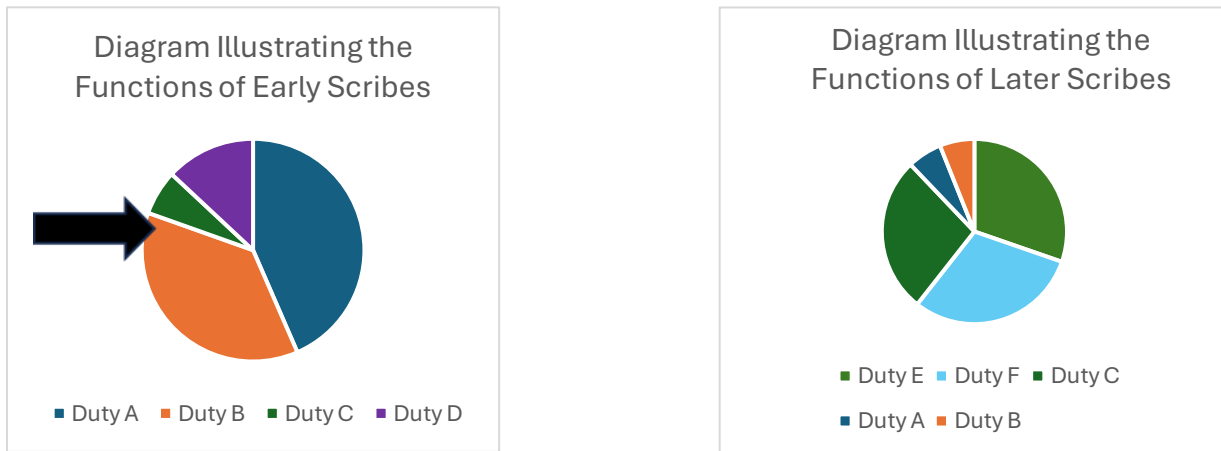 Diagram Illustrating the
Functions of Early Scribes
Duty A Duty B Duty C Duty D
Diagram Illustrating the
Functions of Later Scribes
Duty E Duty F Duty C
Duty A Duty B